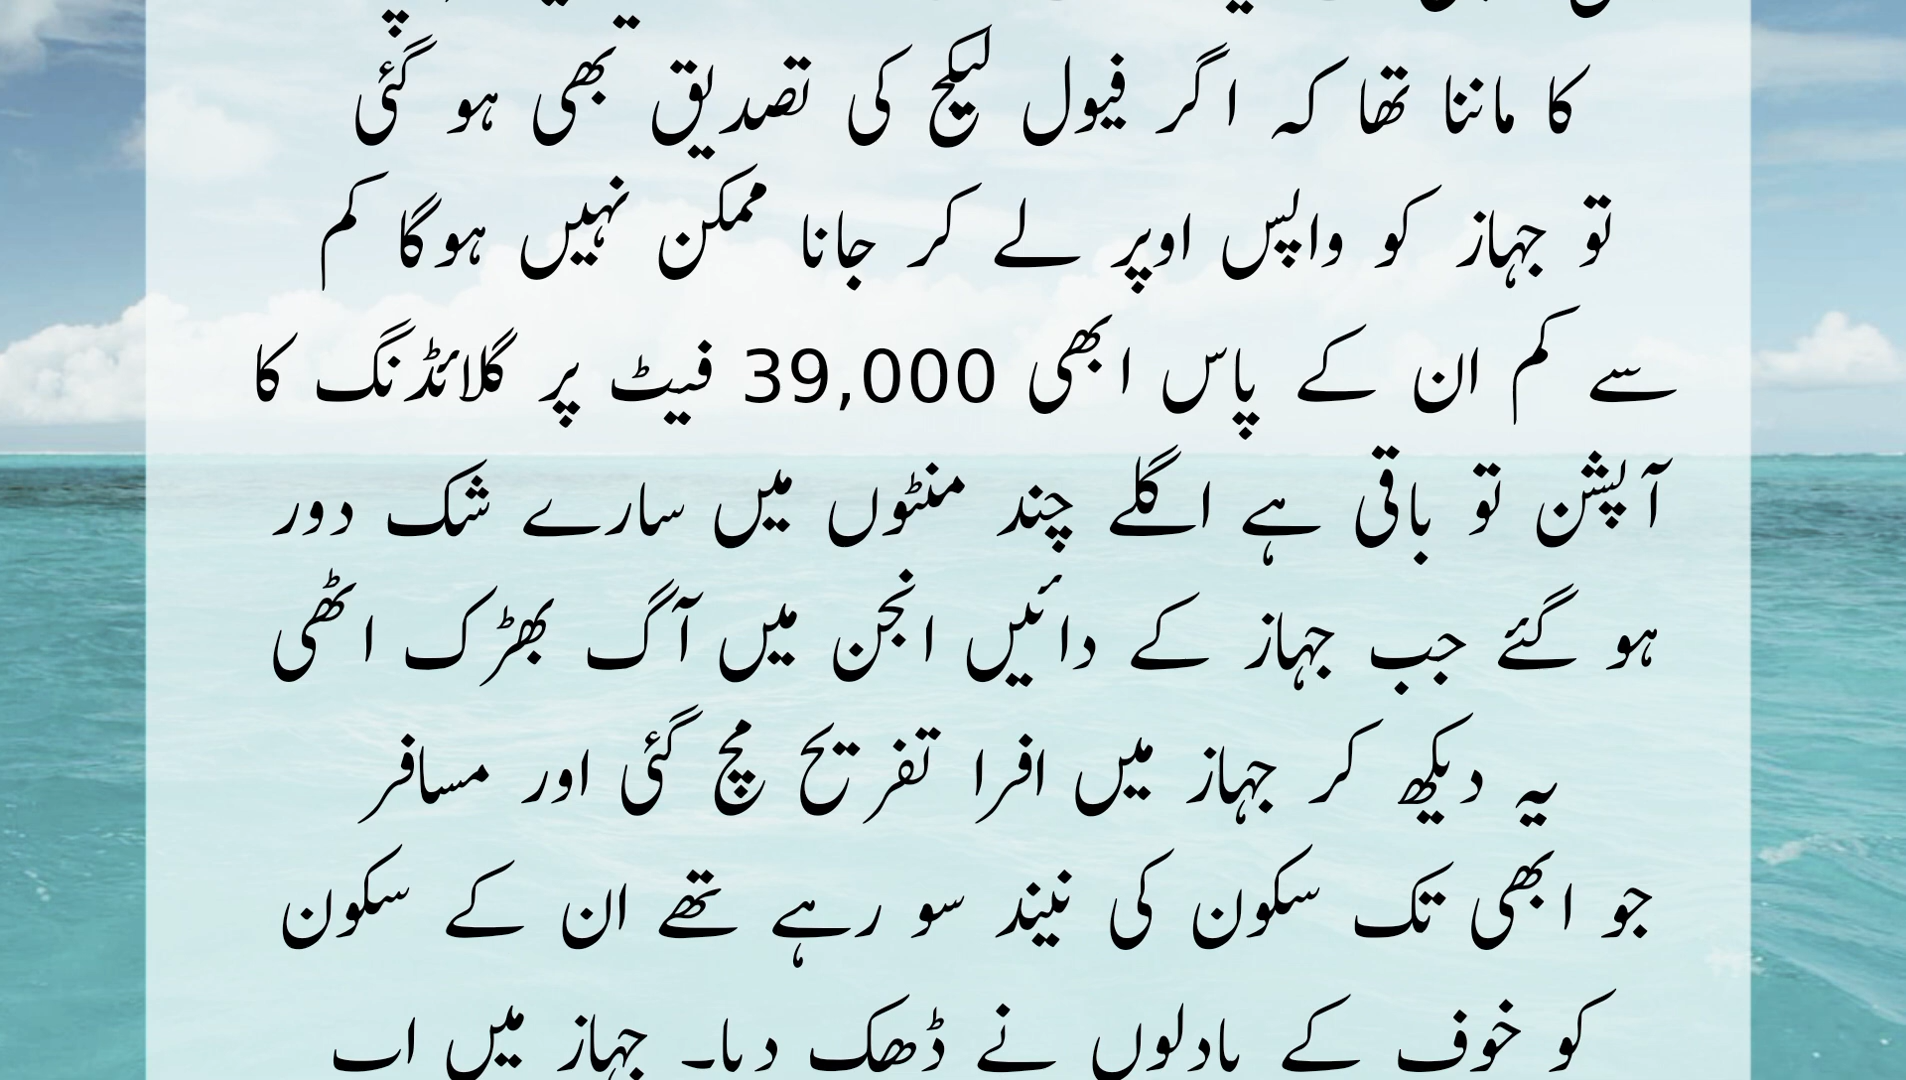 کا ماننا تھا کہ اگر فیول لیکیج کی تصدیق بھی ہو گئی
تو جہاز کو واپس اوپر لے کر جانا ممکن نہیں ہوگا کم
سے کم ان کے پاس ابھی 39,000 فیٹ پر گلائڈنگ کا
آپشن تو باقی ہے اگلے چند منٹوں میں سارے شک دور
ہو گئے جب جہاز کے دائیں انجن میں آگ بھڑک اٹھی
یہ دیکھ کر جہاز میں افرا تفریح مچ گئی اور مسافر
جو ابھی تک سکون کی نیند سو رہے تھے ان کے سکون
کو خوف کے بادلوں نے ڈھک دیا۔ جہاز میں اب